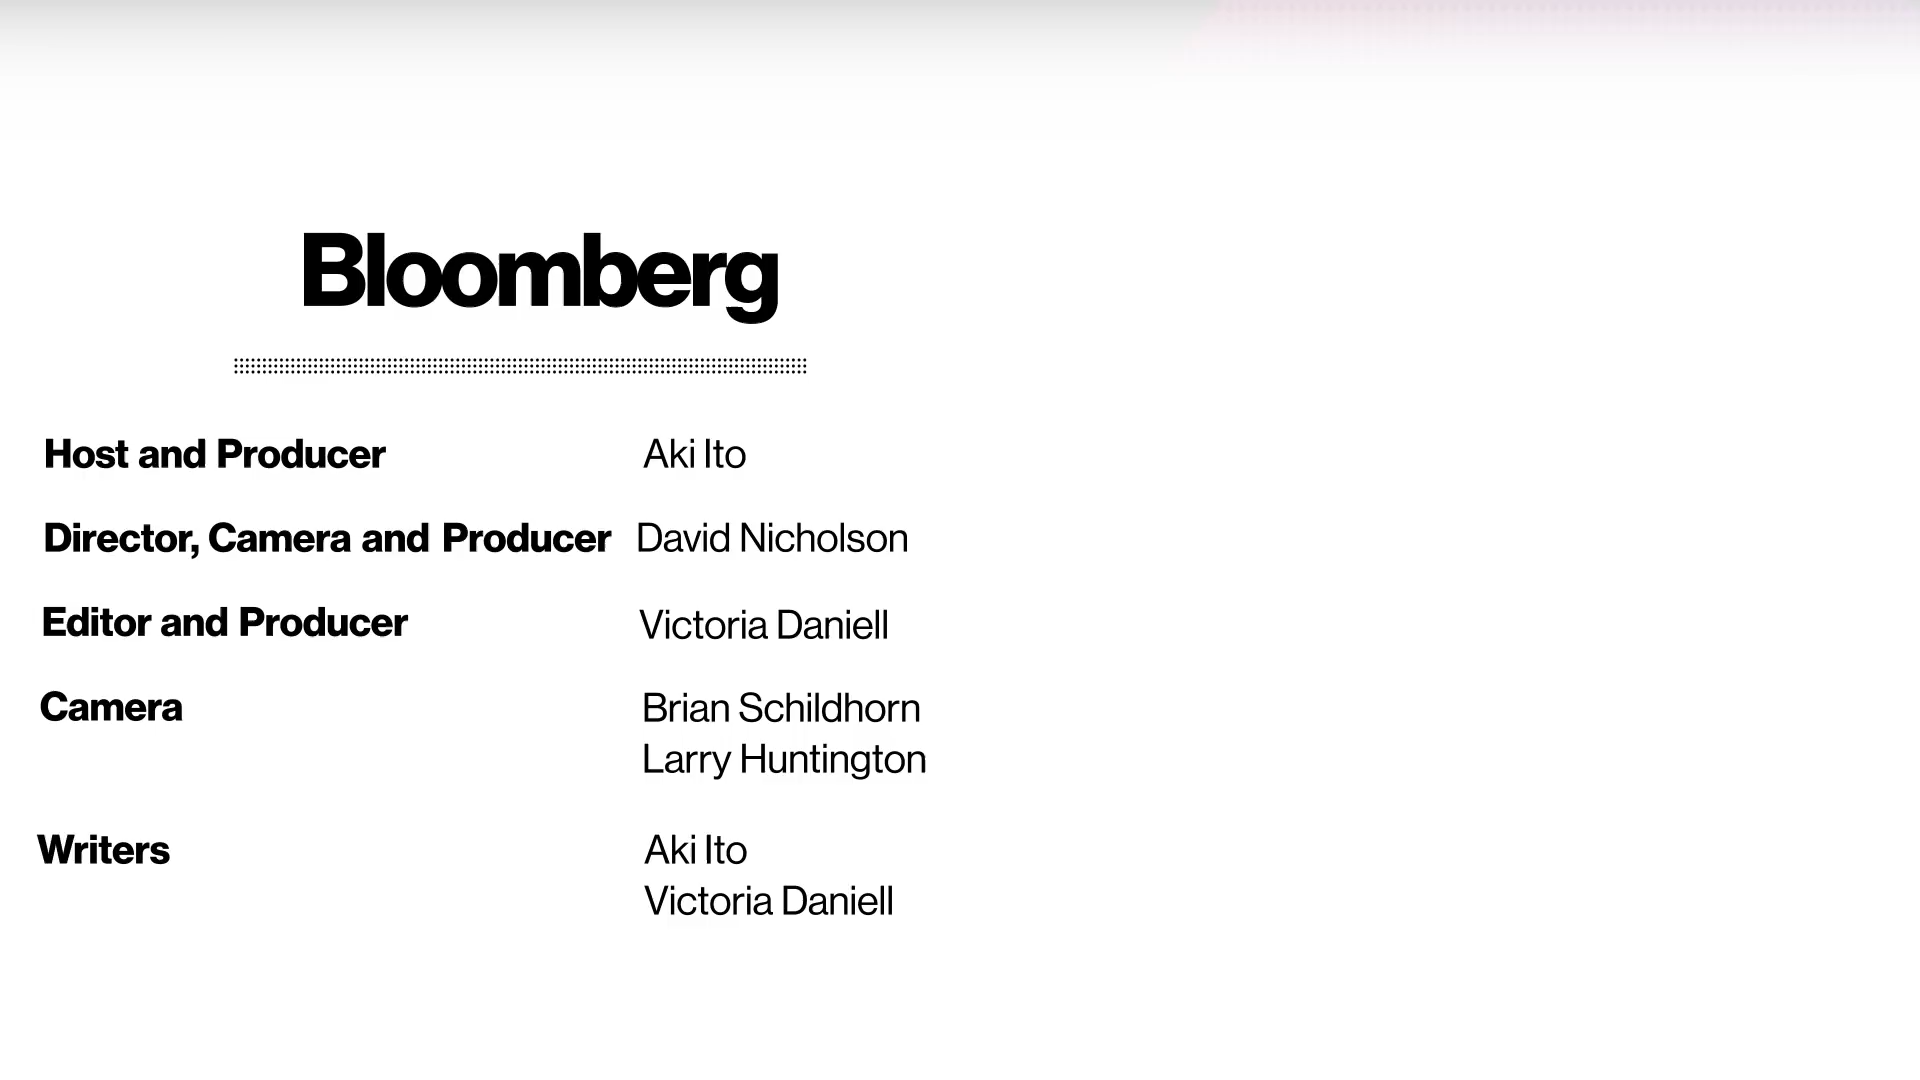 Bloomberg
Host and Producer Aki Ito
Director, Camera and Producer David Nicholson
Editor and Producer Victoria Daniell
Camera Brian Schildhorn
Larry Huntington
Writers Aki Ito
Victoria Daniell